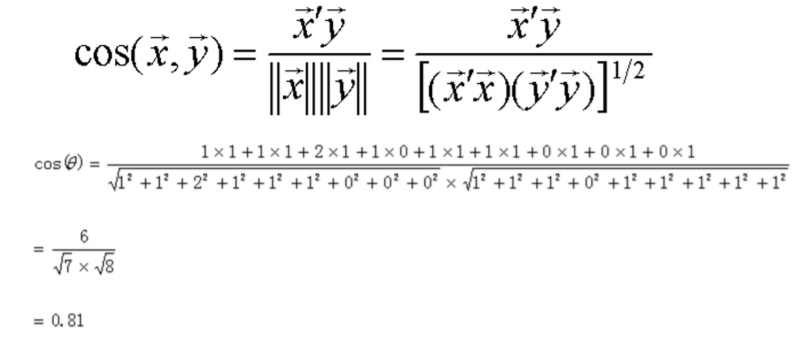 cos(x⃗, y⃗) = x⃗′y⃗ / ‖x⃗‖‖y⃗‖ = x⃗′y⃗ / [(x⃗′x⃗)(y⃗′y⃗)]^{1/2}
cos(θ) = (1×1+1×1+2×1+1×0+1×1+1×1+0×1+0×1+0×1) / (√(1²+1²+2²+1²+1²+1²+0²+0²+0²) × √(1²+1²+1²+0²+1²+1²+1²+1²+1²))
= 6 / (√7 × √8)
= 0.81